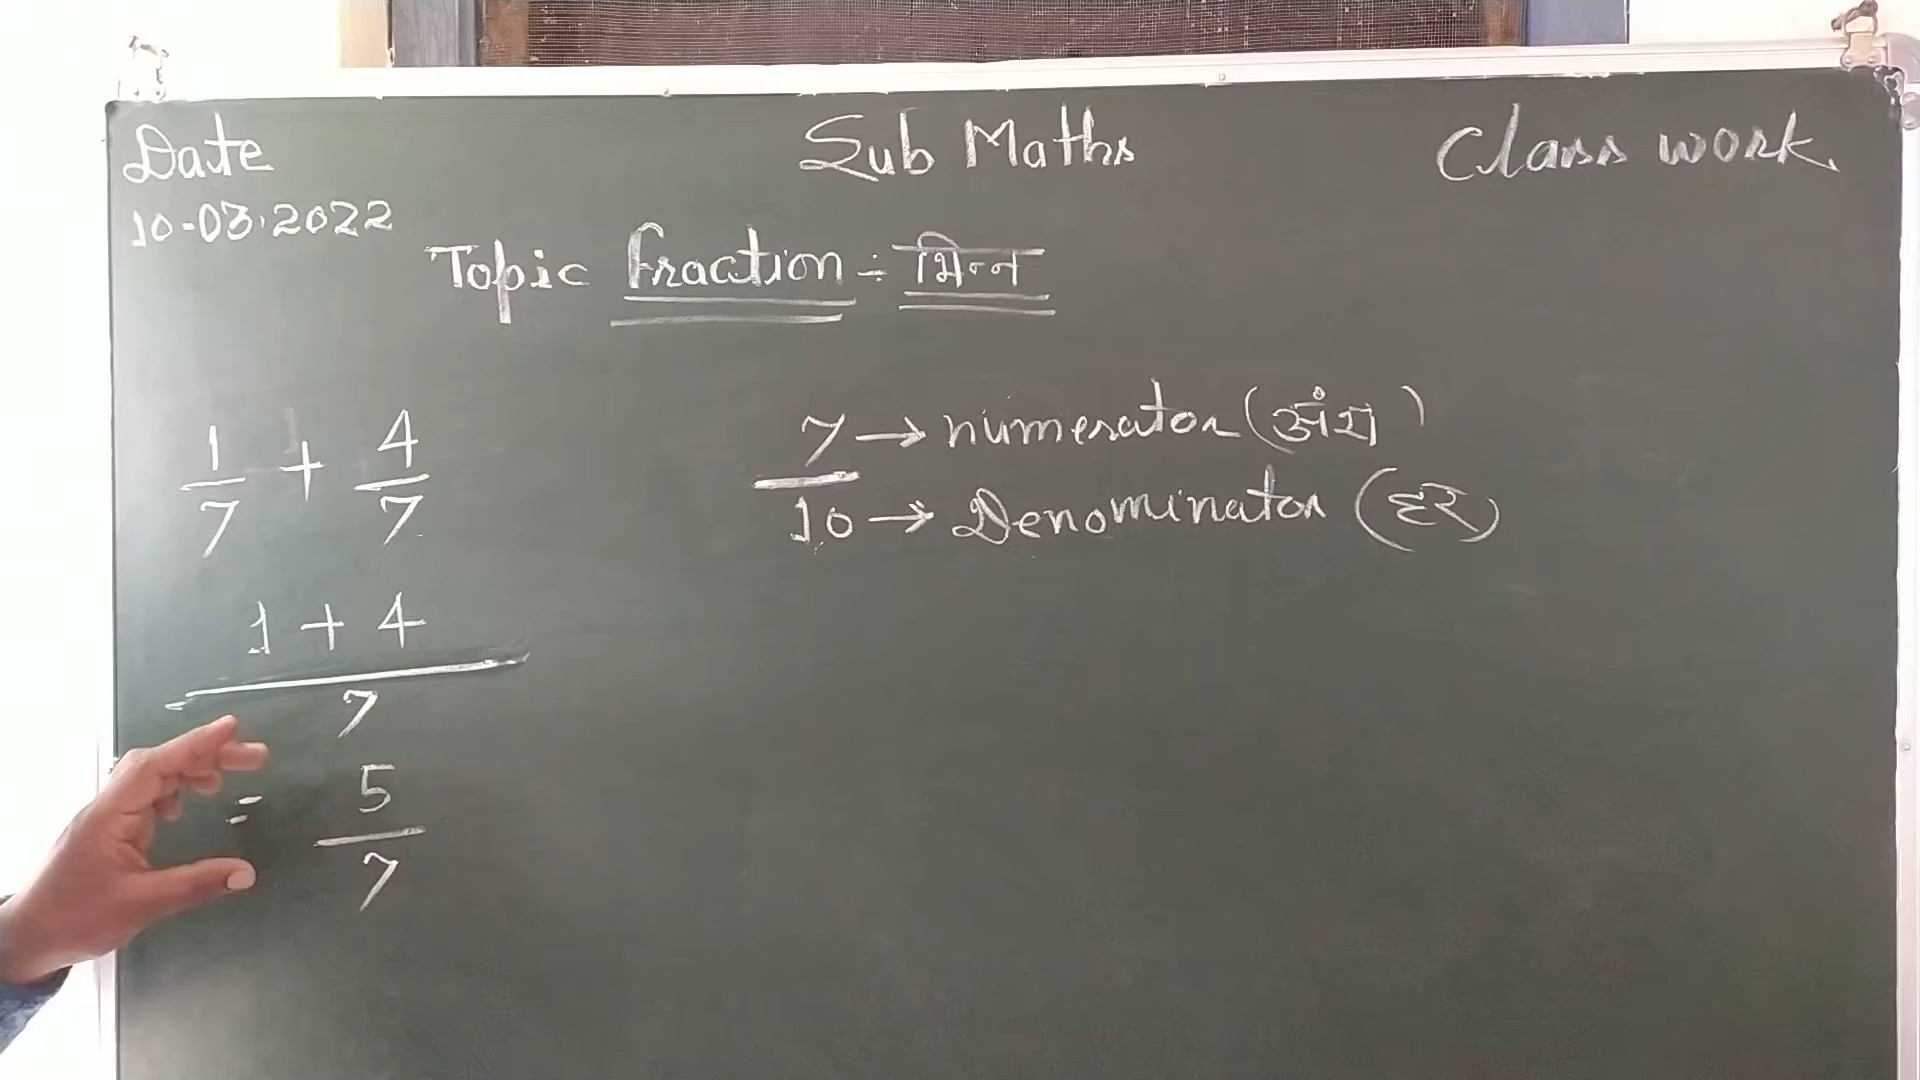 Date Sub Maths Class work
10-03-2022
Topic Fraction ÷ भिन्न
1/7 + 4/7
7 → numerator (अंश)
10 → Denominator (हर)
1 + 4
7
= 5/7